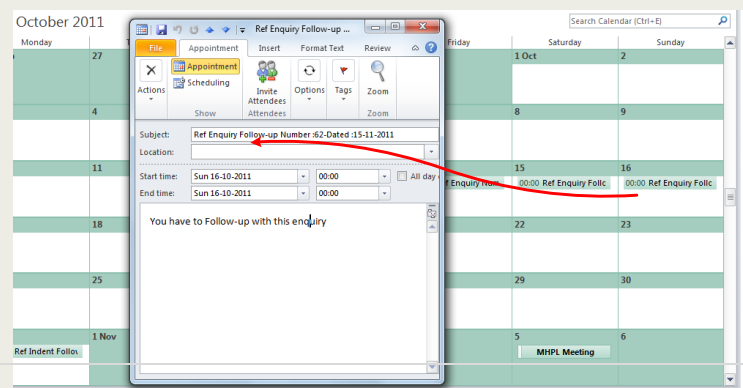 October 2011
Search Calendar (Ctrl+E)
Ref Enquiry Follow-up ...
File Appointment Insert Format Text Review
Actions
Appointment
Scheduling
Show
Invite Attendees
Attendees
Options
Tags
Zoom
Zoom
Subject: Ref Enquiry Follow-up Number :62-Dated :15-11-2011
Location:
Start time: Sun 16-10-2011 00:00 All day
End time: Sun 16-10-2011 00:00
You have to Follow-up with this enquiry
Monday Friday Saturday Sunday
27 1 Oct 2
4 8 9
11 15 16
f Enquiry Num 00:00 Ref Enquiry Follc 00:00 Ref Enquiry Follc
18 22 23
25 29 30
1 Nov 5 6
Ref Indent Follov MHPL Meeting